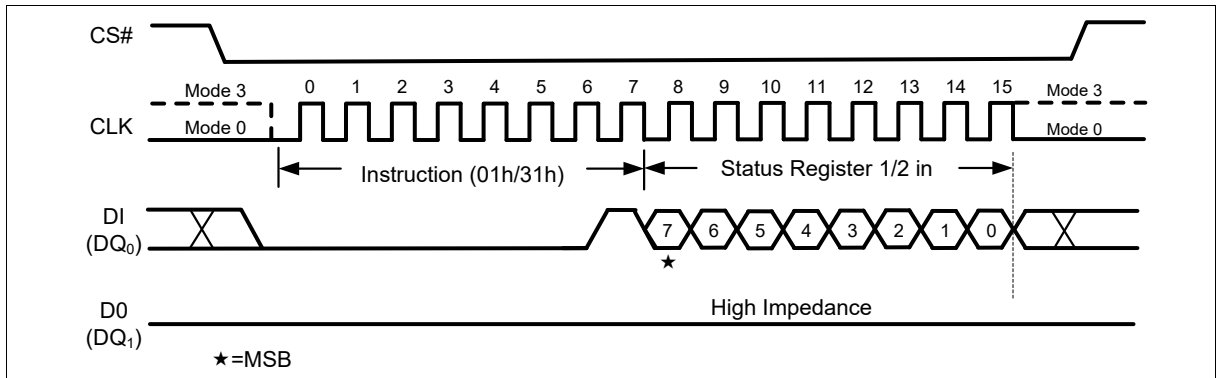 CS#
0 1 2 3 4 5 6 7 8 9 10 11 12 13 14 15
Mode 3 Mode 3
CLK Mode 0 Mode 0
Instruction (01h/31h) Status Register 1/2 in
DI
(DQ0) 7 6 5 4 3 2 1 0
★
D0 High Impedance
(DQ1)
★=MSB